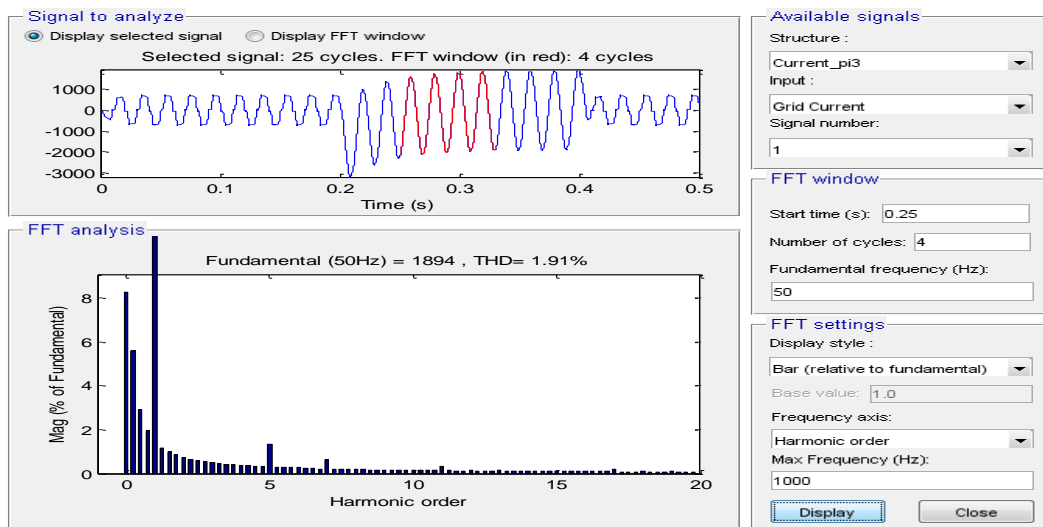 Signal to analyze
Display selected signal Display FFT window
Selected signal: 25 cycles. FFT window (in red): 4 cycles
1000
0
-1000
-2000
-3000
0 0.1 0.2 0.3 0.4 0.5
Time (s)
FFT analysis
Fundamental (50Hz) = 1894 , THD= 1.91%
Mag (% of Fundamental)
8
6
4
2
0
0 5 10 15 20
Harmonic order
Available signals
Structure :
Current_pi3
Input :
Grid Current
Signal number:
1
FFT window
Start time (s): 0.25
Number of cycles: 4
Fundamental frequency (Hz):
50
FFT settings
Display style :
Bar (relative to fundamental)
Base value: 1.0
Frequency axis:
Harmonic order
Max Frequency (Hz):
1000
Display Close